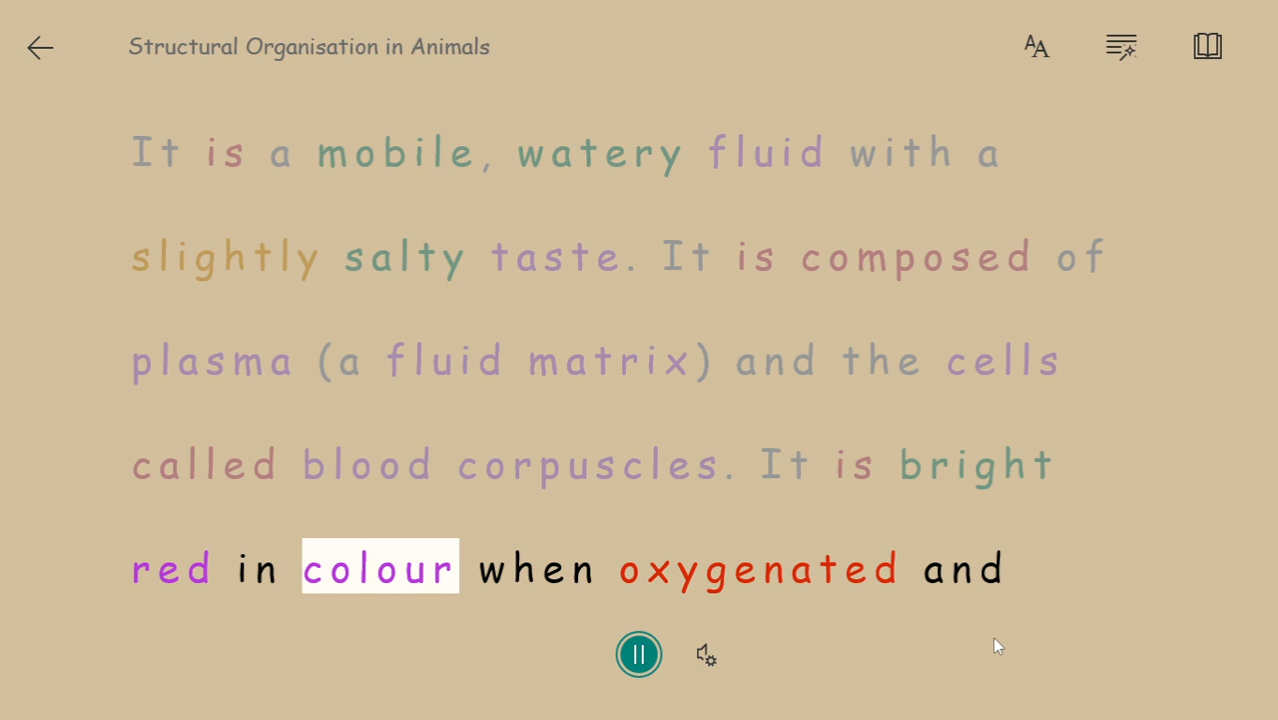 Structural Organisation in Animals
It is a mobile, watery fluid with a
slightly salty taste. It is composed of
plasma (a fluid matrix) and the cells
called blood corpuscles. It is bright
red in colour when oxygenated and